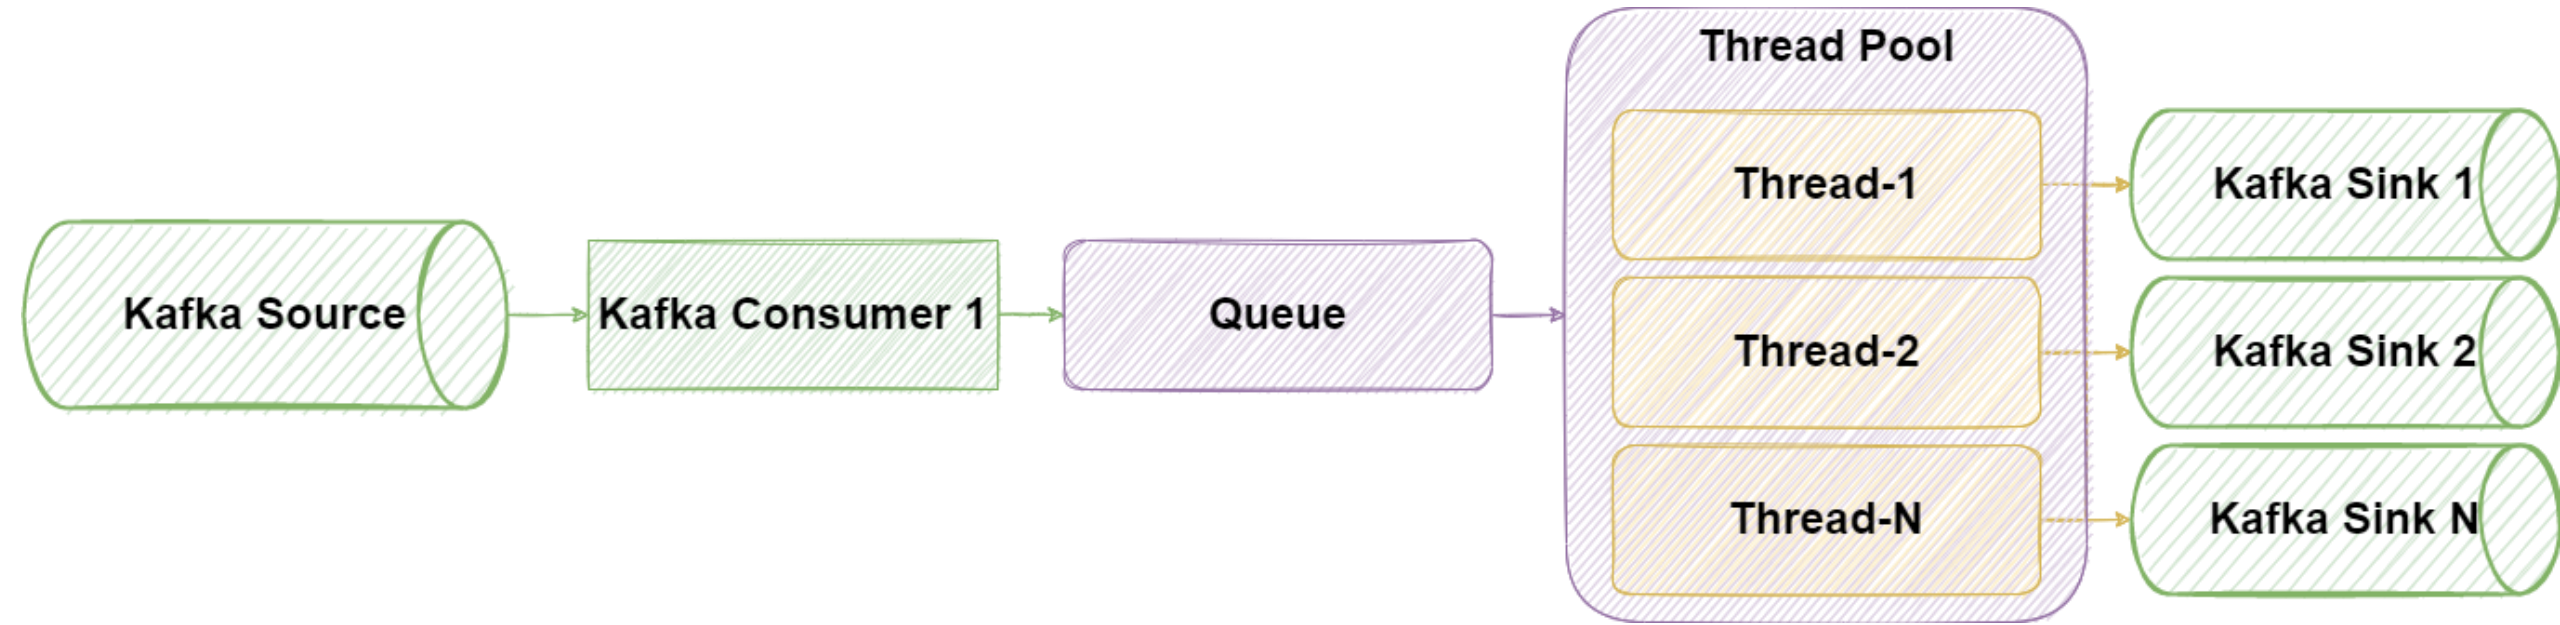 Thread Pool
Thread-1
Kafka Sink 1
Kafka Source
Kafka Consumer 1
Queue
Thread-2
Kafka Sink 2
Thread-N
Kafka Sink N